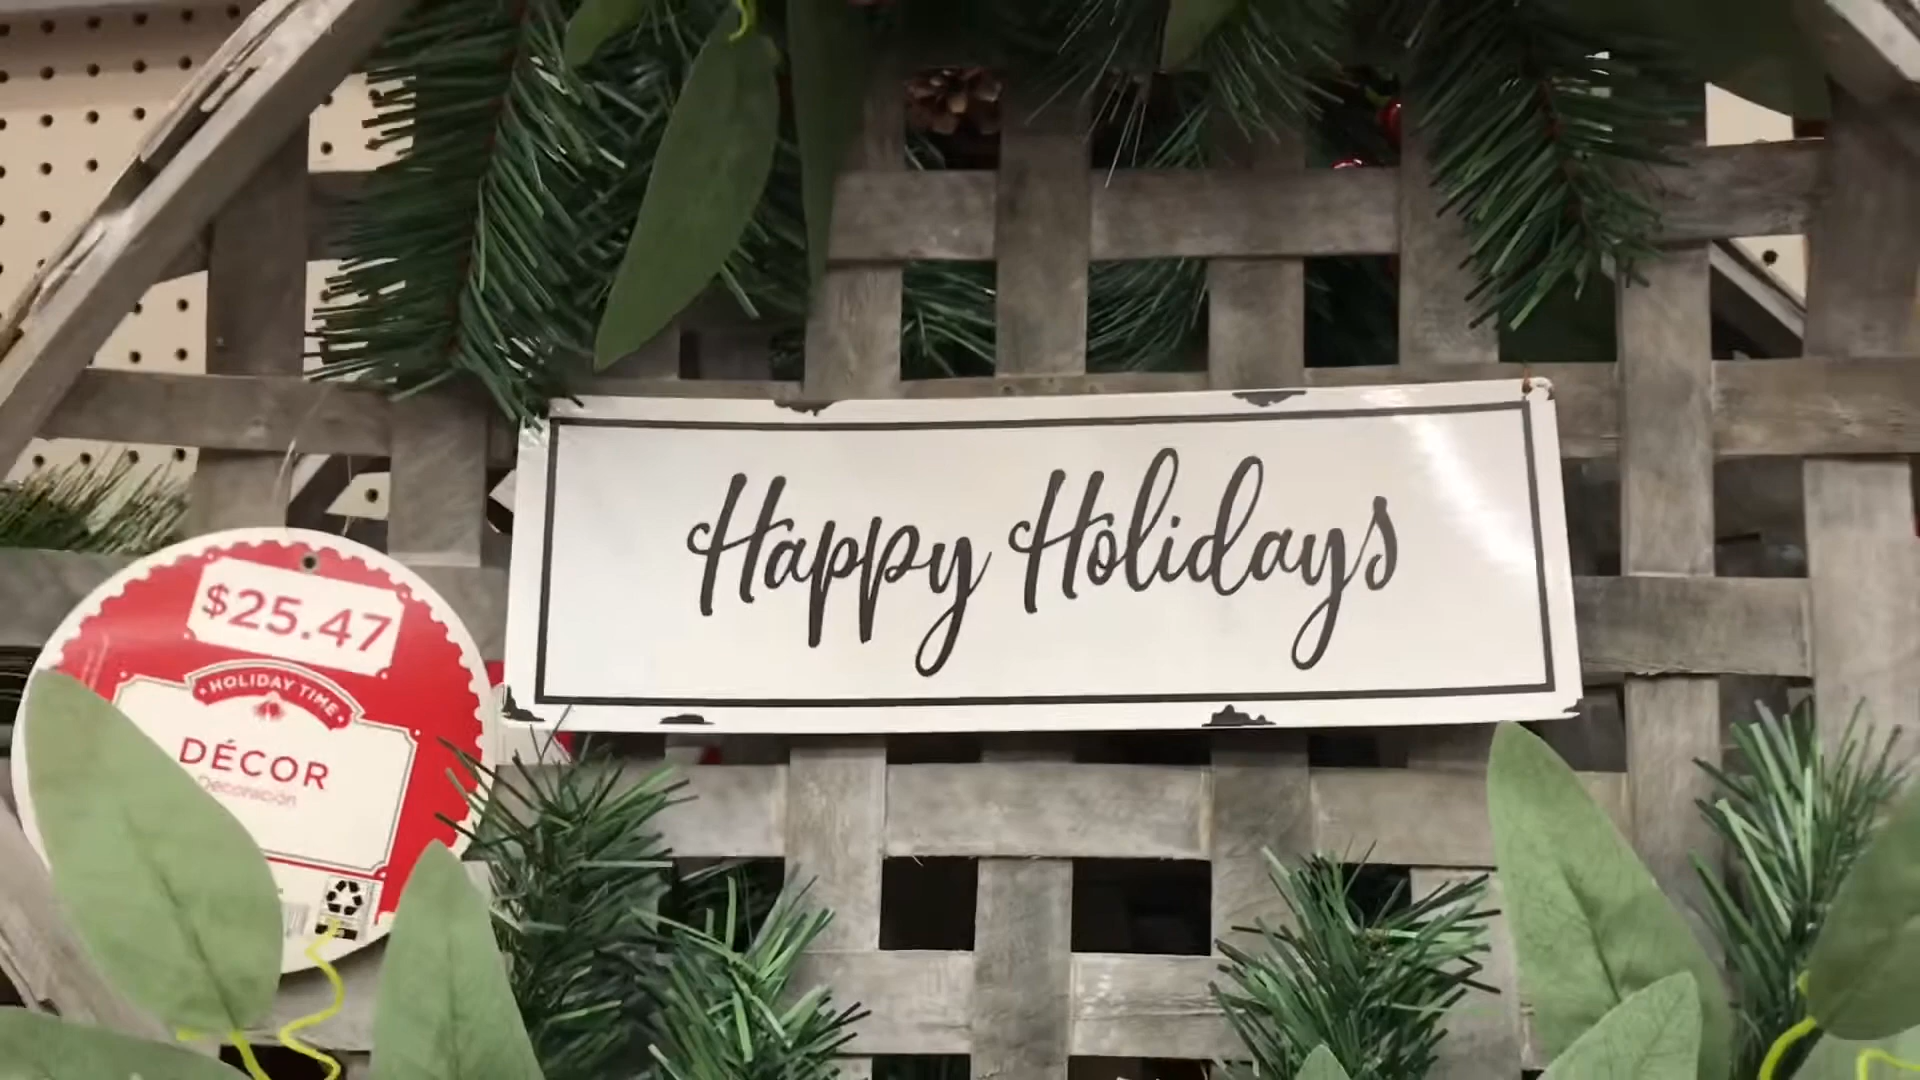 Happy Holidays
$25.47
HOLIDAY TIME
DÉCOR
Decoración